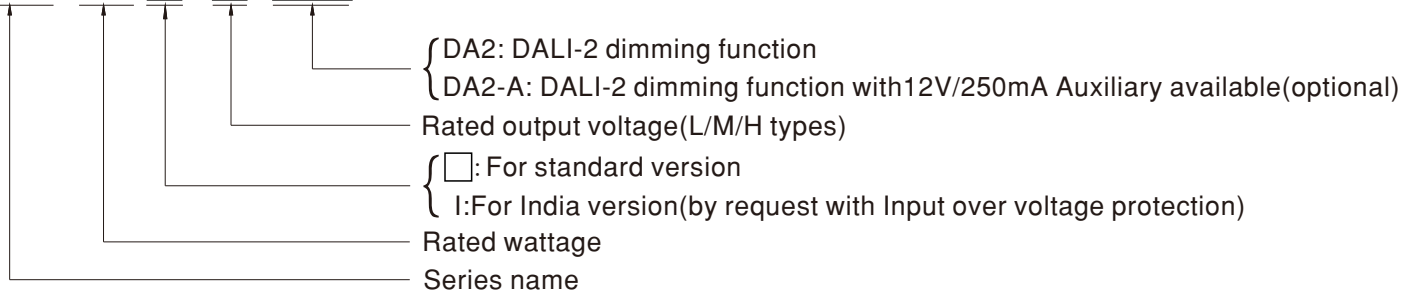 DA2: DALI-2 dimming function
DA2-A: DALI-2 dimming function with12V/250mA Auxiliary available(optional)
Rated output voltage(L/M/H types)
□: For standard version
I:For India version(by request with Input over voltage protection)
Rated wattage
Series name